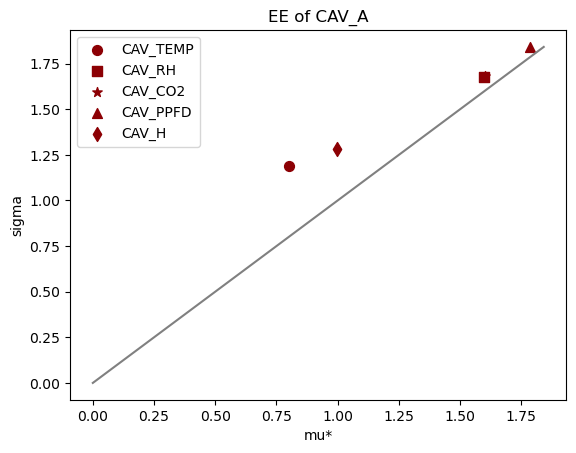 EE of CAV_A
CAV_TEMP
CAV_RH
CAV_CO2
CAV_PPFD
CAV_H
sigma
1.75
1.50
1.25
1.00
0.75
0.50
0.25
0.00
0.00 0.25 0.50 0.75 1.00 1.25 1.50 1.75
mu*